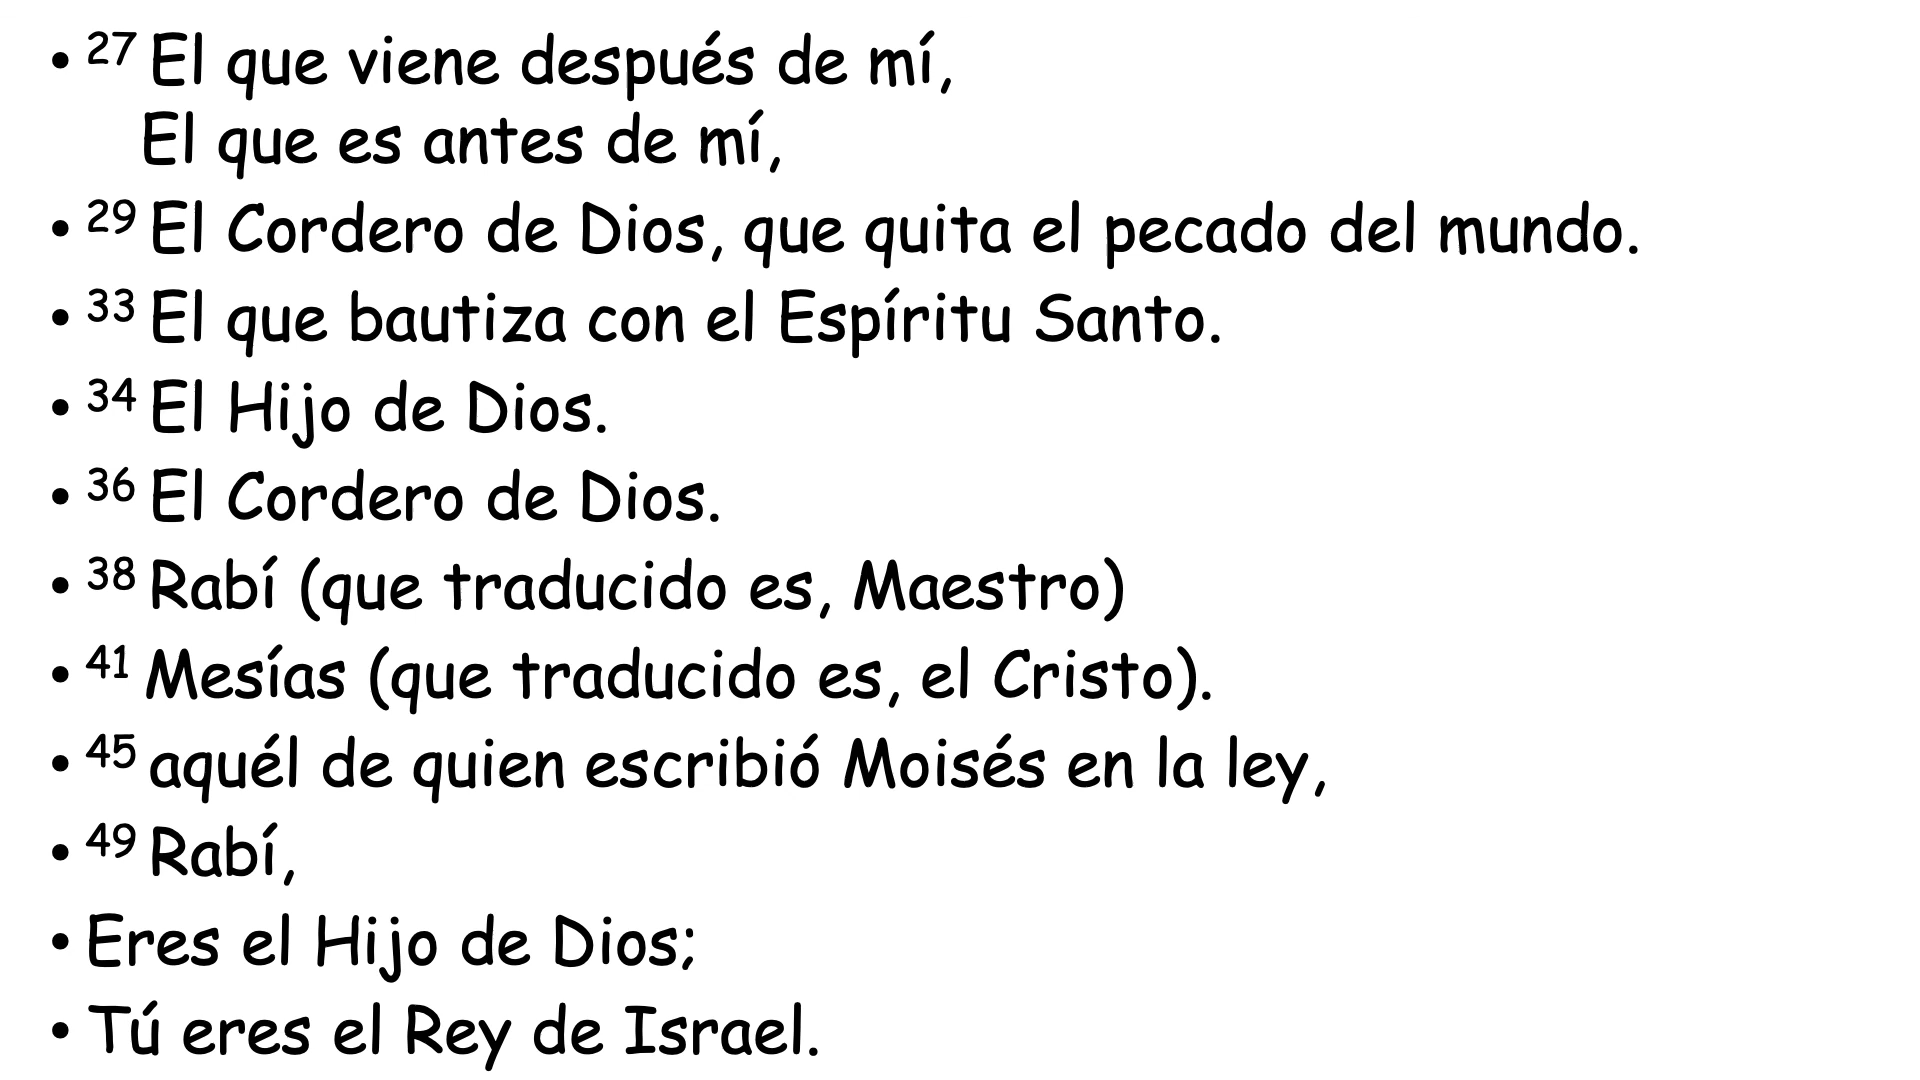 • 27 El que viene después de mí,
El que es antes de mí,
• 29 El Cordero de Dios, que quita el pecado del mundo.
• 33 El que bautiza con el Espíritu Santo.
• 34 El Hijo de Dios.
• 36 El Cordero de Dios.
• 38 Rabí (que traducido es, Maestro)
• 41 Mesías (que traducido es, el Cristo).
• 45 aquél de quien escribió Moisés en la ley,
• 49 Rabí,
• Eres el Hijo de Dios;
• Tú eres el Rey de Israel.